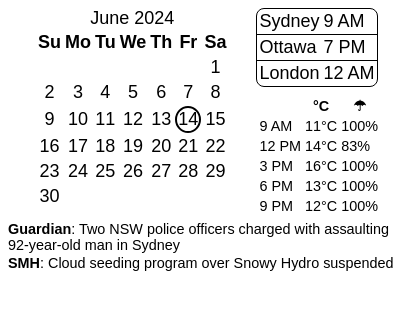 June 2024
Su Mo Tu We Th Fr Sa
1
2 3 4 5 6 7 8
9 10 11 12 13 14 15
16 17 18 19 20 21 22
23 24 25 26 27 28 29
30
Sydney 9 AM
Ottawa 7 PM
London 12 AM
°C ☂
9 AM 11°C 100%
12 PM 14°C 83%
3 PM 16°C 100%
6 PM 13°C 100%
9 PM 12°C 100%
Guardian: Two NSW police officers charged with assaulting
92-year-old man in Sydney
SMH: Cloud seeding program over Snowy Hydro suspended